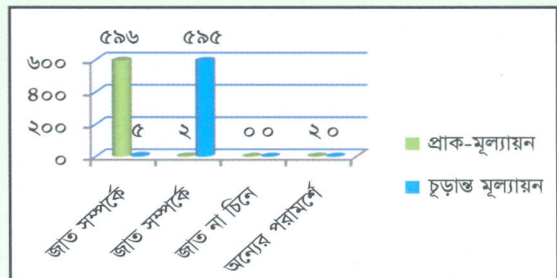 ৫৯৬ ৫৯৫
৬০০
৪০০
২০০ ৫ ২ ০ ০ ২ ০
০
জাত সম্পর্কে
জাত সম্পর্কে
জাত না চিনে
অন্যের পরামর্শে
প্রাক-মূল্যায়ন
চূড়ান্ত মূল্যায়ন